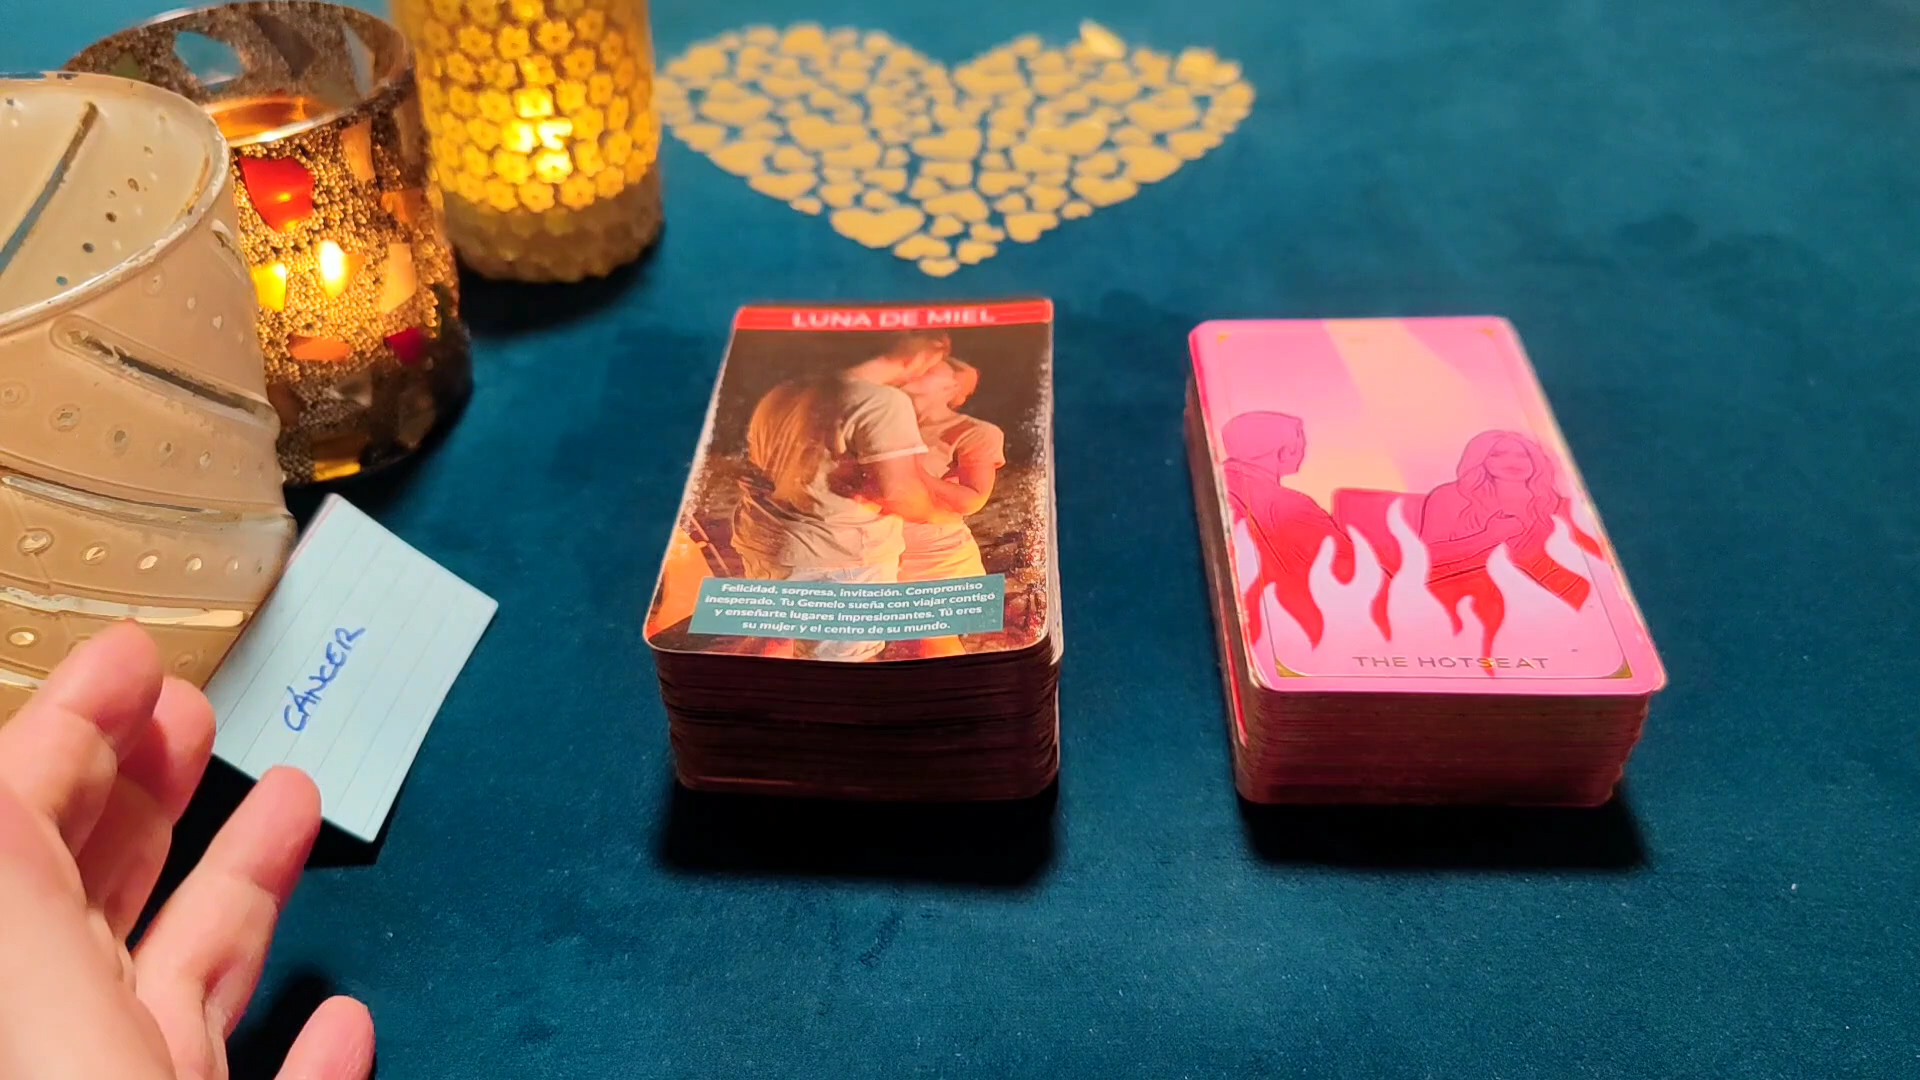 LUNA DE MIEL
Felicidad, sorpresa, invitación. Compromiso
inesperado. Tu Gemelo sueña con viajar contigo
y enseñarte lugares impresionantes. Tú eres
su mujer y el centro de su mundo.
THE HOTSEAT
CÁNCER